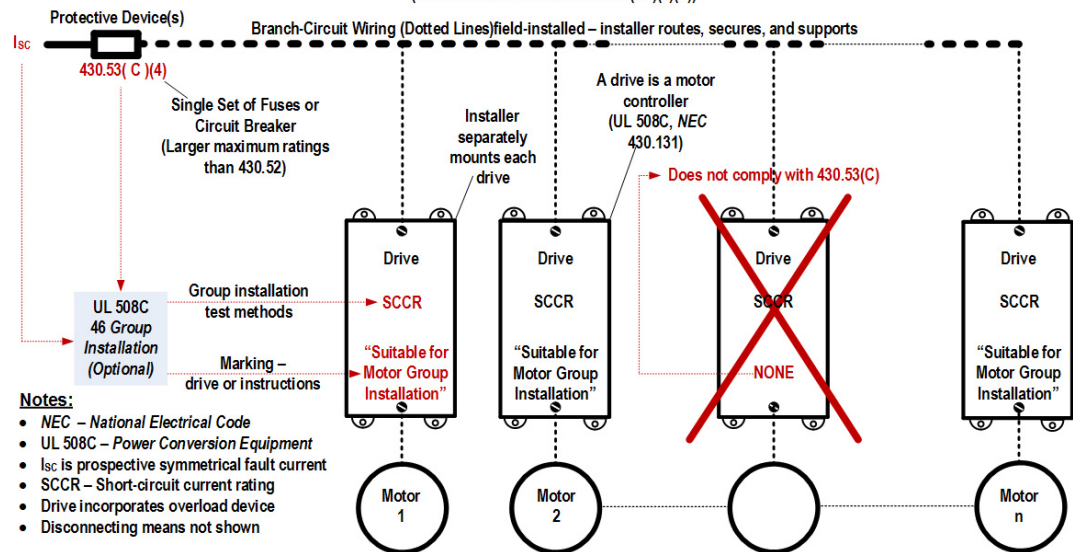 Protective Device(s)
Branch-Circuit Wiring (Dotted Lines)field-installed – installer routes, secures, and supports
ISC
430.53( C )(4)
Single Set of Fuses or
Circuit Breaker
(Larger maximum ratings
than 430.52)
Installer
separately
mounts each
drive
A drive is a motor
controller
(UL 508C, NEC
430.131)
Does not comply with 430.53(C)
Drive
SCCR
"Suitable for
Motor Group
Installation"
Drive
SCCR
"Suitable for
Motor Group
Installation"
Drive
SCCR
NONE
Drive
SCCR
"Suitable for
Motor Group
Installation"
UL 508C
46 Group
Installation
(Optional)
Group installation
test methods
Marking –
drive or instructions
Notes:
• NEC – National Electrical Code
• UL 508C – Power Conversion Equipment
• ISC is prospective symmetrical fault current
• SCCR – Short-circuit current rating
• Drive incorporates overload device
• Disconnecting means not shown
Motor
1
Motor
2
Motor
n